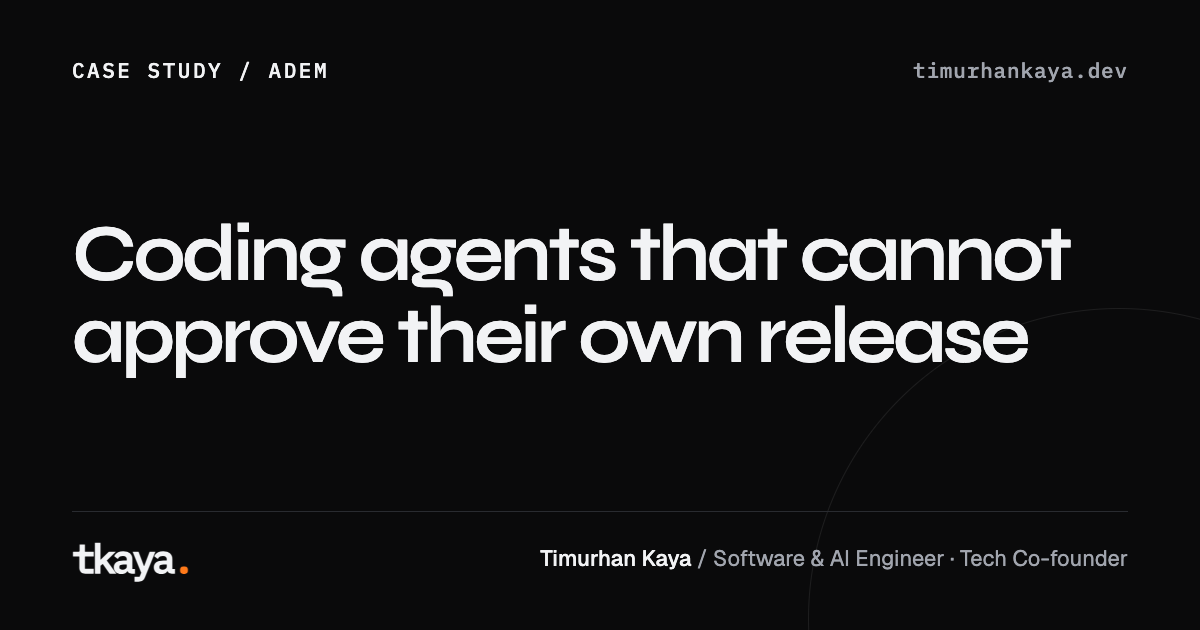 CASE STUDY / ADEM
timurhankaya.dev
Coding agents that cannot
approve their own release
tkaya.
Timurhan Kaya / Software & AI Engineer · Tech Co-founder